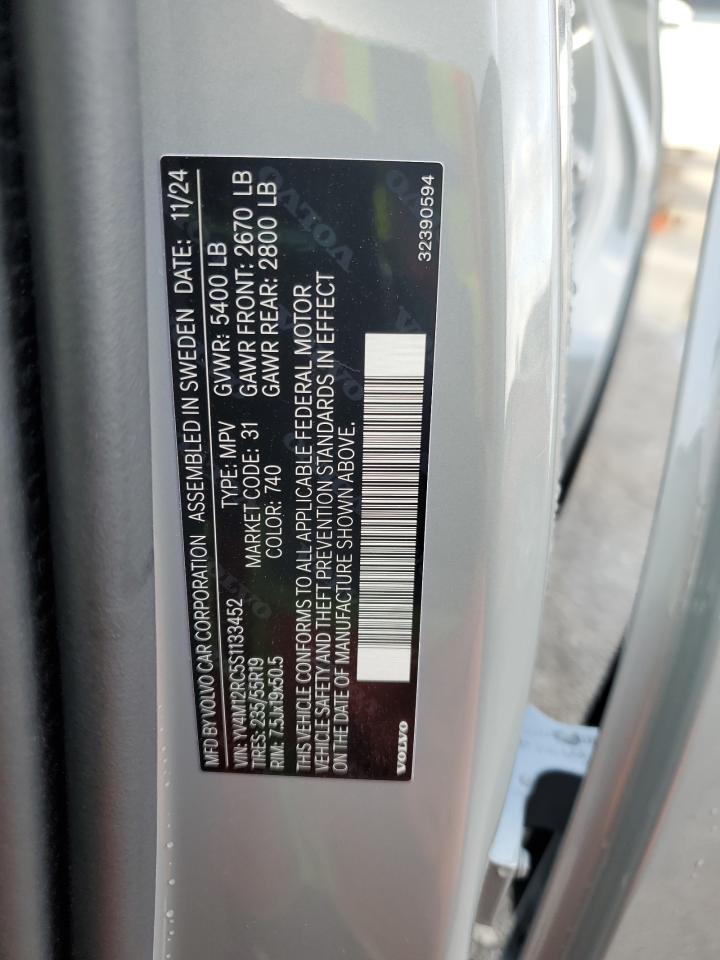 MFD BY VOLVO CAR CORPORATION ASSEMBLED IN SWEDEN DATE: 11/24
VIN: YV4M12RC5S1133452 TYPE: MPV GVWR: 5400 LB
TIRES: 235/55R19 MARKET CODE: 31 GAWR FRONT: 2670 LB
RIM: 7.5Jx19x50.5 COLOR: 740 GAWR REAR: 2800 LB
THIS VEHICLE CONFORMS TO ALL APPLICABLE FEDERAL MOTOR
VEHICLE SAFETY AND THEFT PREVENTION STANDARDS IN EFFECT
ON THE DATE OF MANUFACTURE SHOWN ABOVE.
VOLVO
32390594